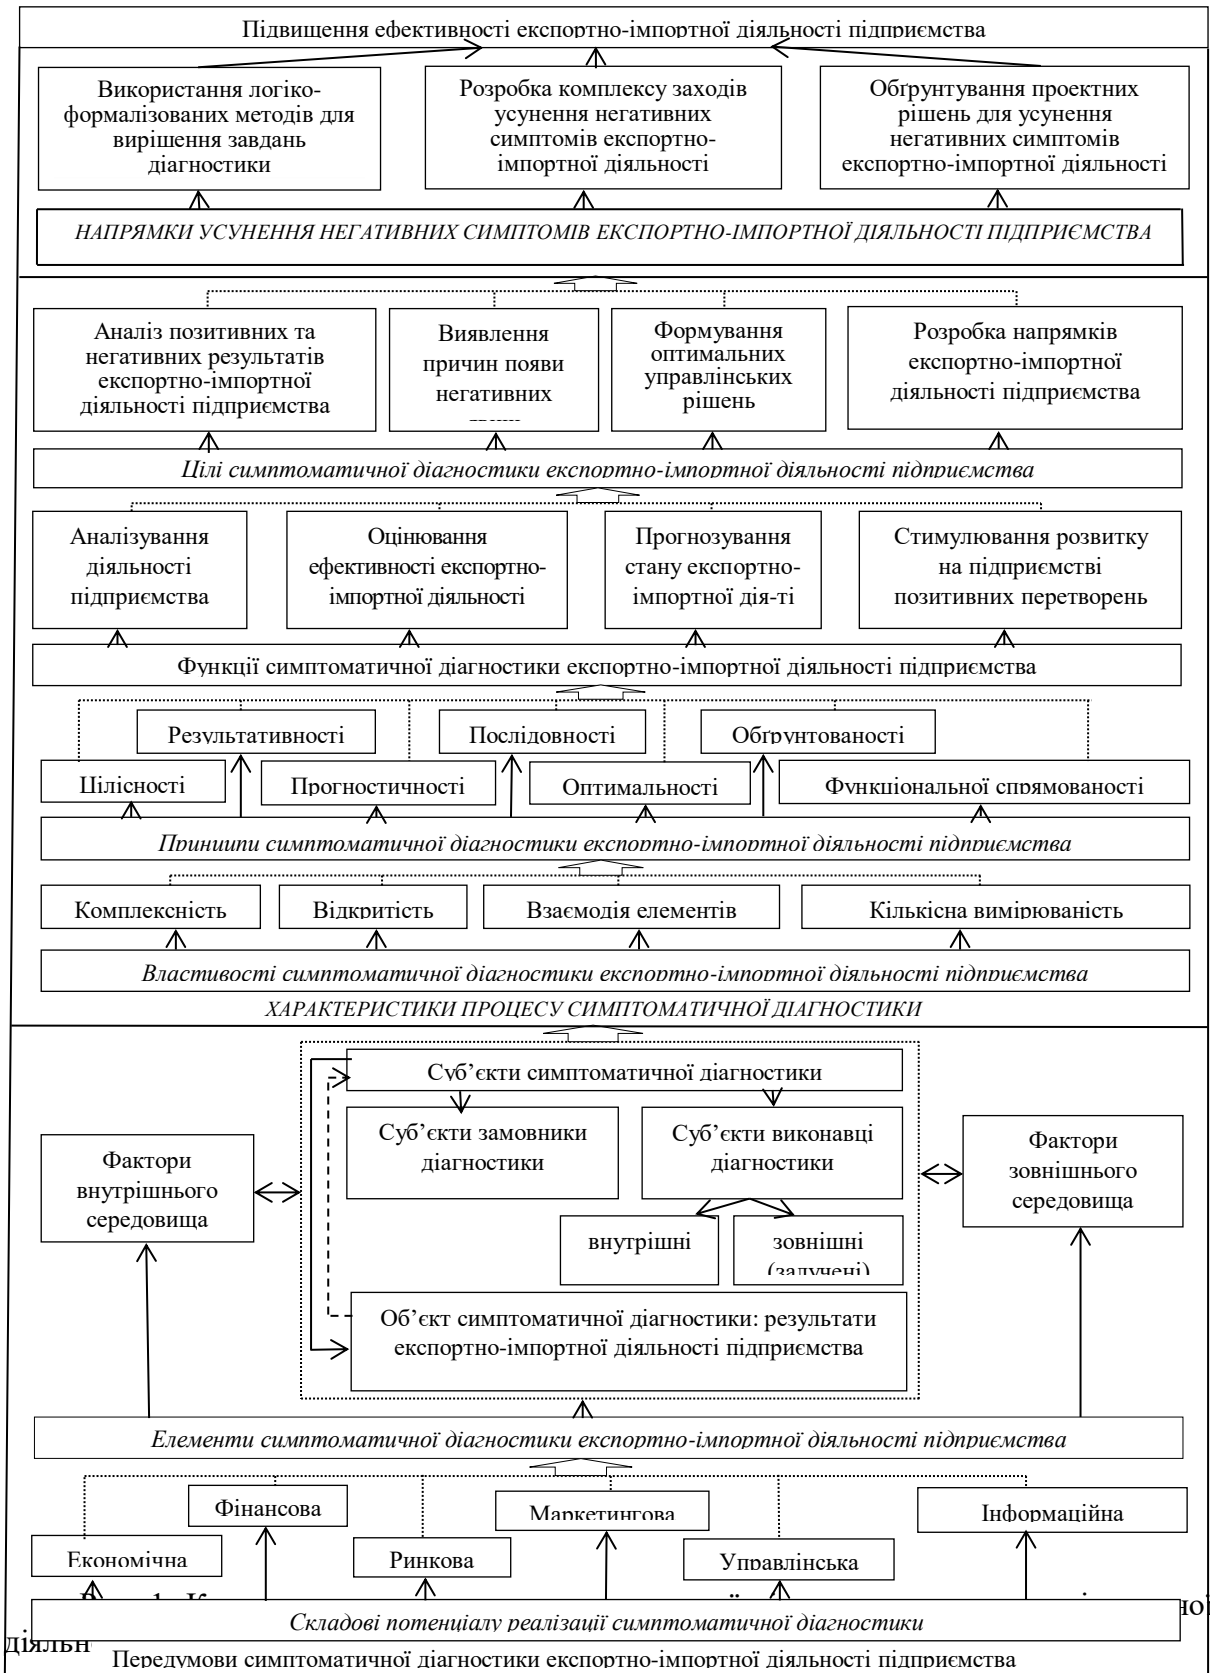 Підвищення ефективності експортно-імпортної діяльності підприємства
Використання логіко-
формалізованих методів для
вирішення завдань
діагностики
Розробка комплексу заходів
усунення негативних
симптомів експортно-
імпортної діяльності
Обґрунтування проектних
рішень для усунення
негативних симптомів
експортно-імпортної діяльності
НАПРЯМКИ УСУНЕННЯ НЕГАТИВНИХ СИМПТОМІВ ЕКСПОРТНО-ІМПОРТНОЇ ДІЯЛЬНОСТІ ПІДПРИЄМСТВА
Аналіз позитивних та
негативних результатів
експортно-імпортної
діяльності підприємства
Виявлення
причин появи
негативних
Формування
оптимальних
управлінських
рішень
Розробка напрямків
експортно-імпортної
діяльності підприємства
Цілі симптоматичної діагностики експортно-імпортної діяльності підприємства
Аналізування
діяльності
підприємства
Оцінювання
ефективності експортно-
імпортної діяльності
Прогнозування
стану експортно-
імпортної дія-ті
Стимулювання розвитку
на підприємстві
позитивних перетворень
Функції симптоматичної діагностики експортно-імпортної діяльності підприємства
Результативності
Послідовності
Обґрунтованості
Цілісності
Прогностичності
Оптимальності
Функціональної спрямованості
Принципи симптоматичної діагностики експортно-імпортної діяльності підприємства
Комплексність
Відкритість
Взаємодія елементів
Кількісна вимірюваність
Властивості симптоматичної діагностики експортно-імпортної діяльності підприємства
ХАРАКТЕРИСТИКИ ПРОЦЕСУ СИМПТОМАТИЧНОЇ ДІАГНОСТИКИ
Суб’єкти симптоматичної діагностики
Суб’єкти замовники
діагностики
Суб’єкти виконавці
діагностики
Фактори
внутрішнього
середовища
Фактори
зовнішнього
середовища
внутрішні
зовнішні
(залучені)
Об’єкт симптоматичної діагностики: результати
експортно-імпортної діяльності підприємства
Елементи симптоматичної діагностики експортно-імпортної діяльності підприємства
Фінансова
Маркетингова
Інформаційна
Економічна
Ринкова
Управлінська
Складові потенціалу реалізації симптоматичної діагностики
Передумови симптоматичної діагностики експортно-імпортної діяльності підприємства